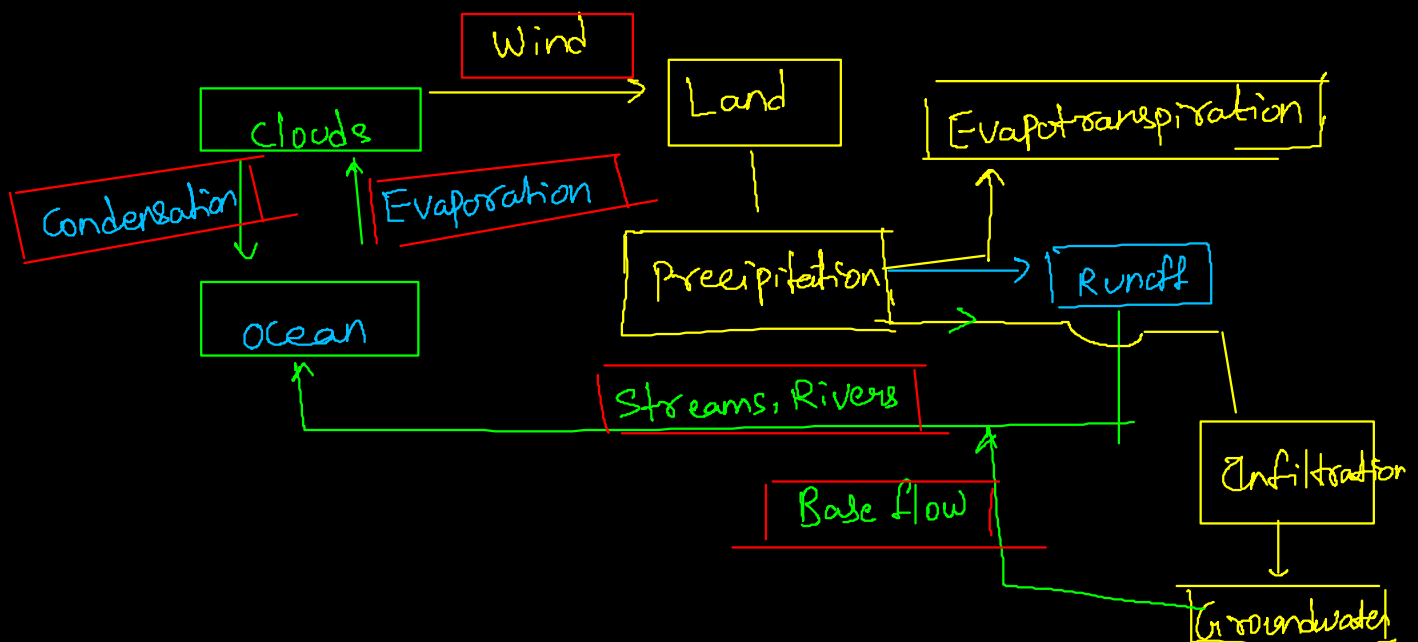 Wind
Land
Clouds
Evapotranspiration
Condensation
Evaporation
Precipitation
Runoff
Ocean
Streams, Rivers
Infiltration
Base flow
Groundwater